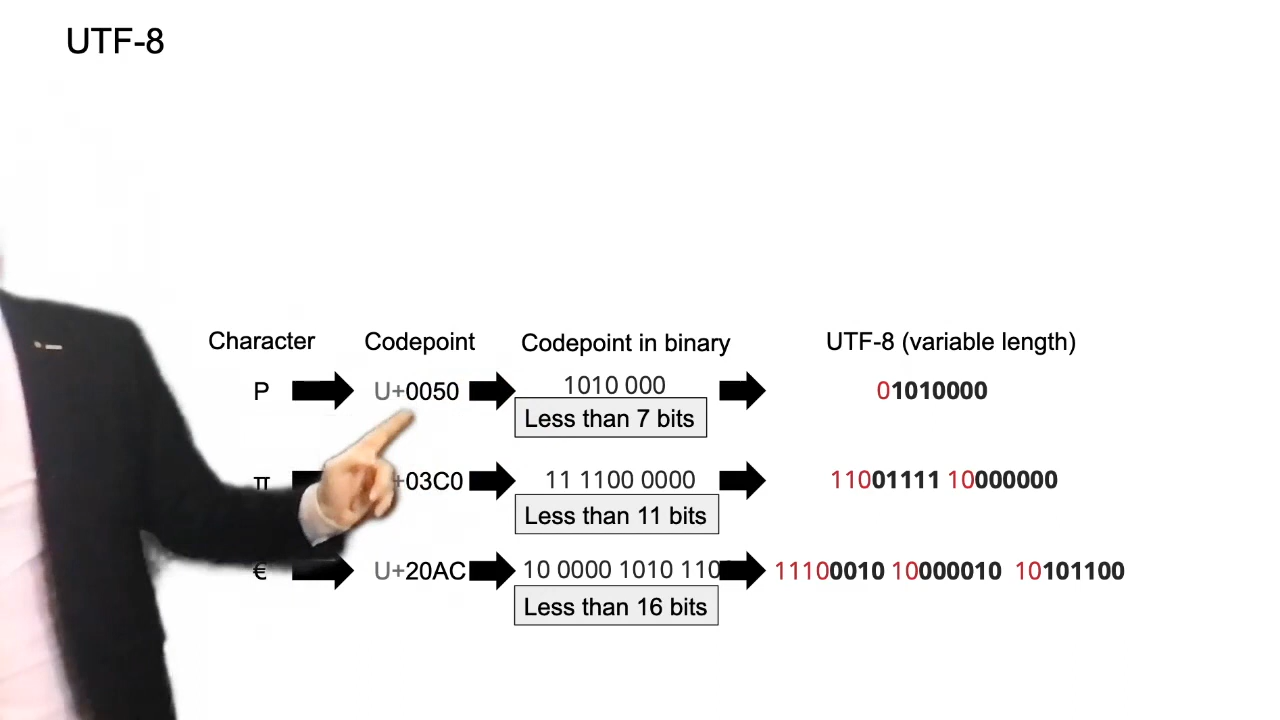 UTF-8
Character Codepoint Codepoint in binary UTF-8 (variable length)
P U+0050 1010 000 01010000
Less than 7 bits
π +03C0 11 1100 0000 11001111 10000000
Less than 11 bits
€ U+20AC 10 0000 1010 110 11100010 10000010 10101100
Less than 16 bits